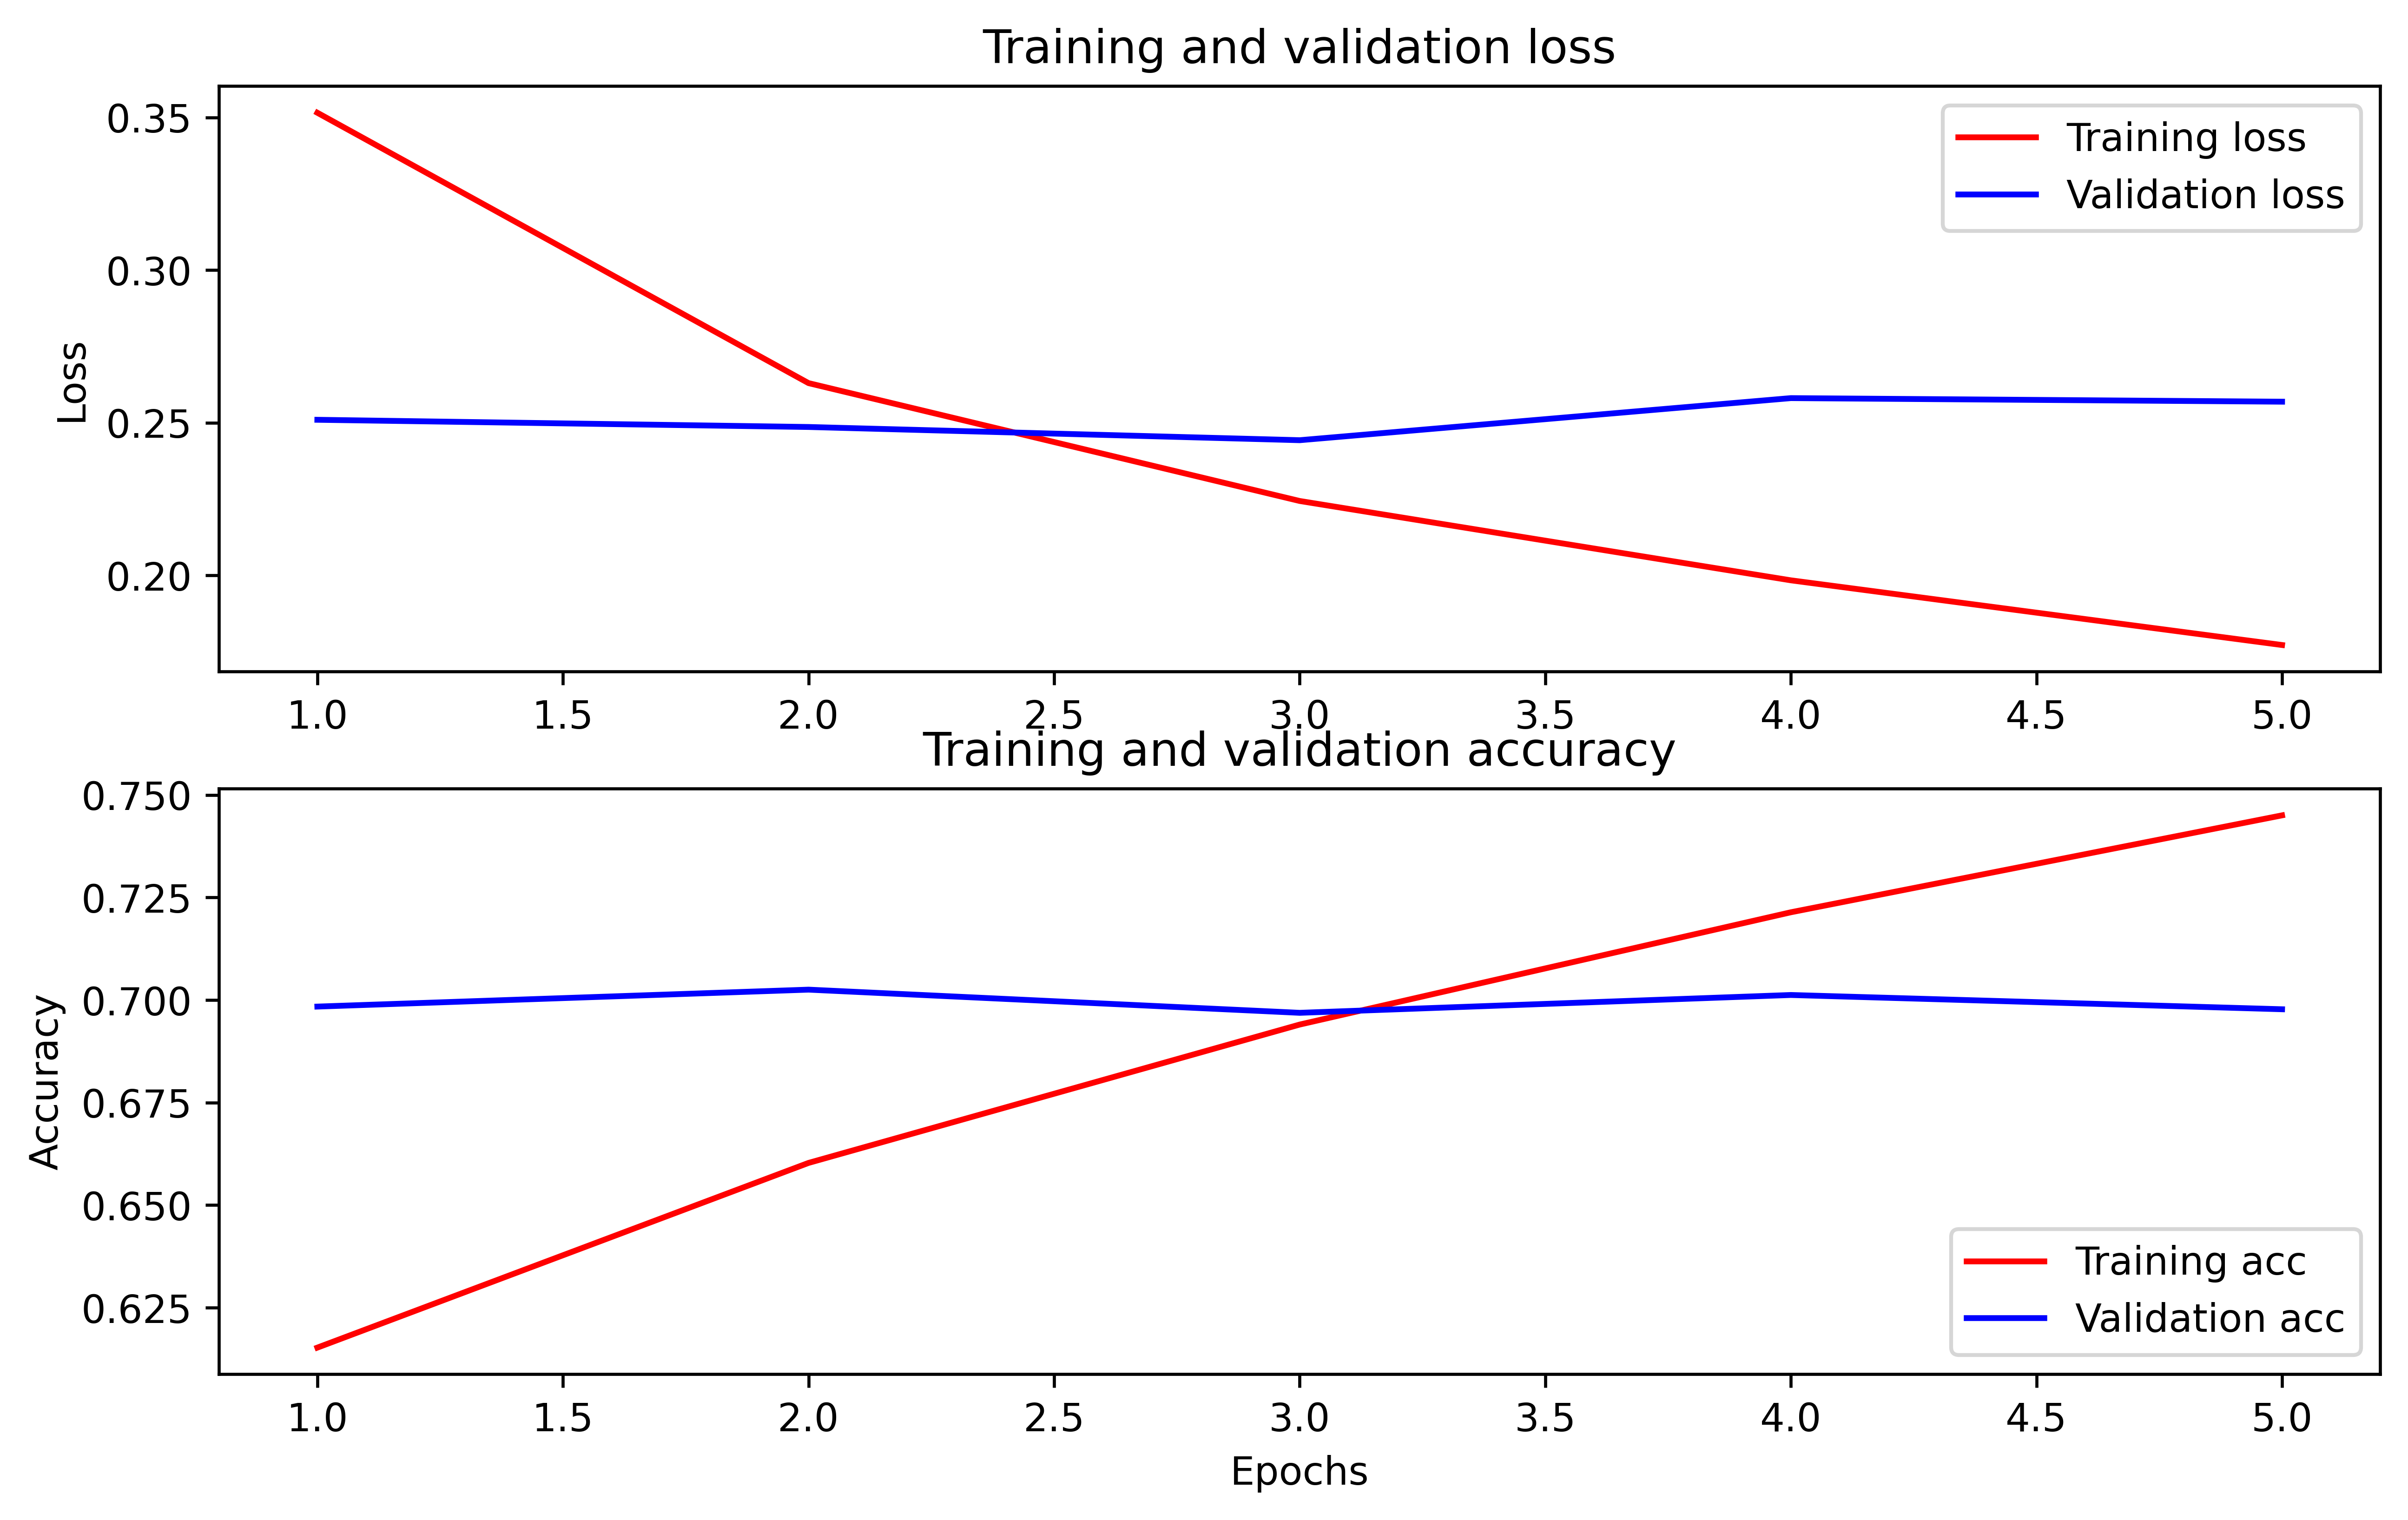 Training and validation loss
0.35
0.30
0.25
0.20
Loss
Training loss
Validation loss
1.0 1.5 2.0 2.5 3.0 3.5 4.0 4.5 5.0
Training and validation accuracy
0.750
0.725
0.700
0.675
0.650
0.625
Accuracy
Training acc
Validation acc
1.0 1.5 2.0 2.5 3.0 3.5 4.0 4.5 5.0
Epochs